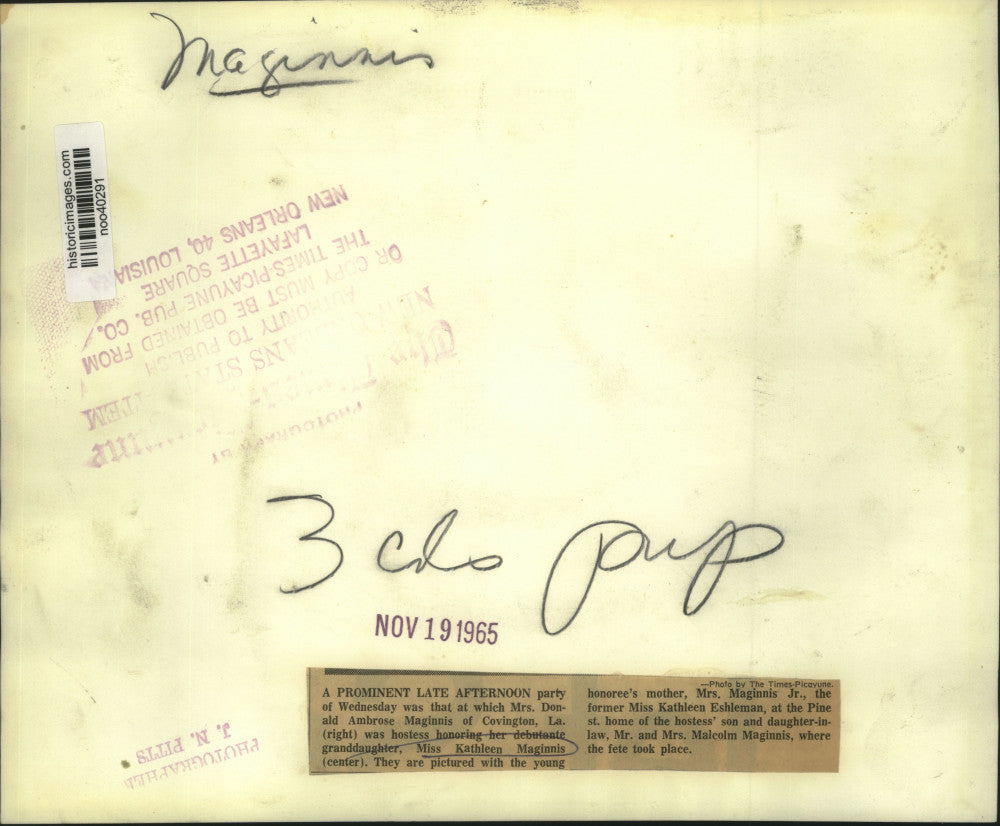 Maginnis
historicimages.com
noo40291
NEW ORLEANS 40, LOUISIANA
LAFAYETTE SQUARE
THE TIMES-PICAYUNE PUB. CO.
OR COPY MUST BE OBTAINED FROM
AUTHORITY TO PUBLISH
3 cds pup
NOV 19 1965
—Photo by The Times-Picayune.
A PROMINENT LATE AFTERNOON party
of Wednesday was that at which Mrs. Don-
ald Ambrose Maginnis of Covington, La.
(right) was hostess honoring her debutante
granddaughter, Miss Kathleen Maginnis
(center). They are pictured with the young
honoree's mother, Mrs. Maginnis Jr., the
former Miss Kathleen Eshleman, at the Pine
st. home of the hostess' son and daughter-in-
law, Mr. and Mrs. Malcolm Maginnis, where
the fete took place.
PHOTOGRAPHER
J. N. PITTS